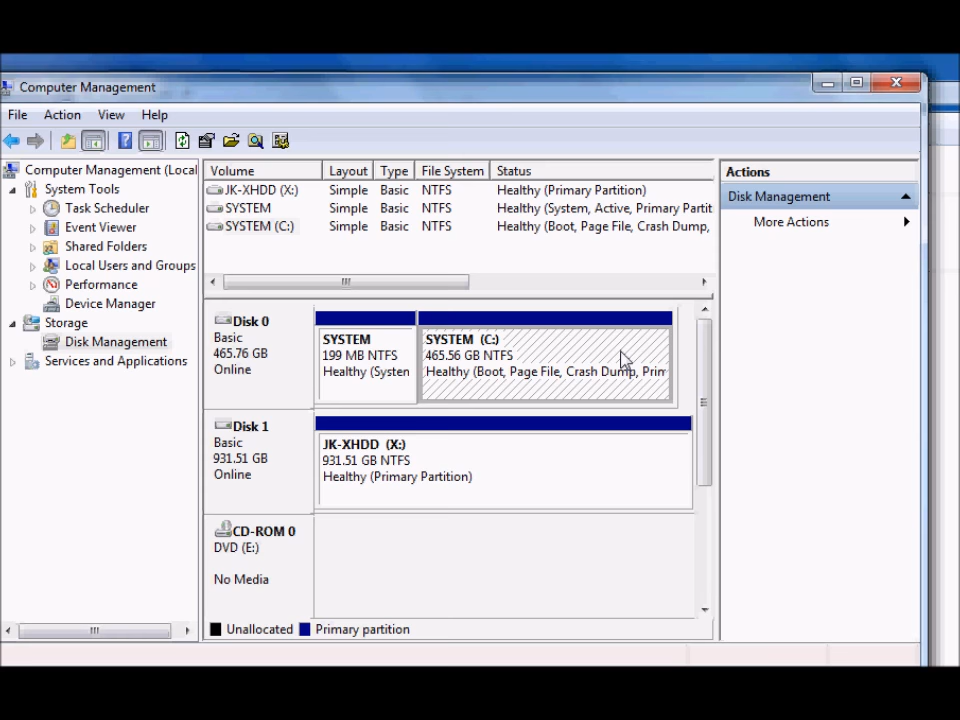 Computer Management
File Action View Help
Computer Management (Local
System Tools
Task Scheduler
Event Viewer
Shared Folders
Local Users and Groups
Performance
Device Manager
Storage
Disk Management
Services and Applications
Volume Layout Type File System Status
JK-XHDD (X:) Simple Basic NTFS Healthy (Primary Partition)
SYSTEM Simple Basic NTFS Healthy (System, Active, Primary Partit
SYSTEM (C:) Simple Basic NTFS Healthy (Boot, Page File, Crash Dump,
Disk 0
Basic
465.76 GB
Online
SYSTEM
199 MB NTFS
Healthy (System
SYSTEM (C:)
465.56 GB NTFS
Healthy (Boot, Page File, Crash Dump, Prim
Disk 1
Basic
931.51 GB
Online
JK-XHDD (X:)
931.51 GB NTFS
Healthy (Primary Partition)
CD-ROM 0
DVD (E:)
No Media
Unallocated Primary partition
Actions
Disk Management
More Actions